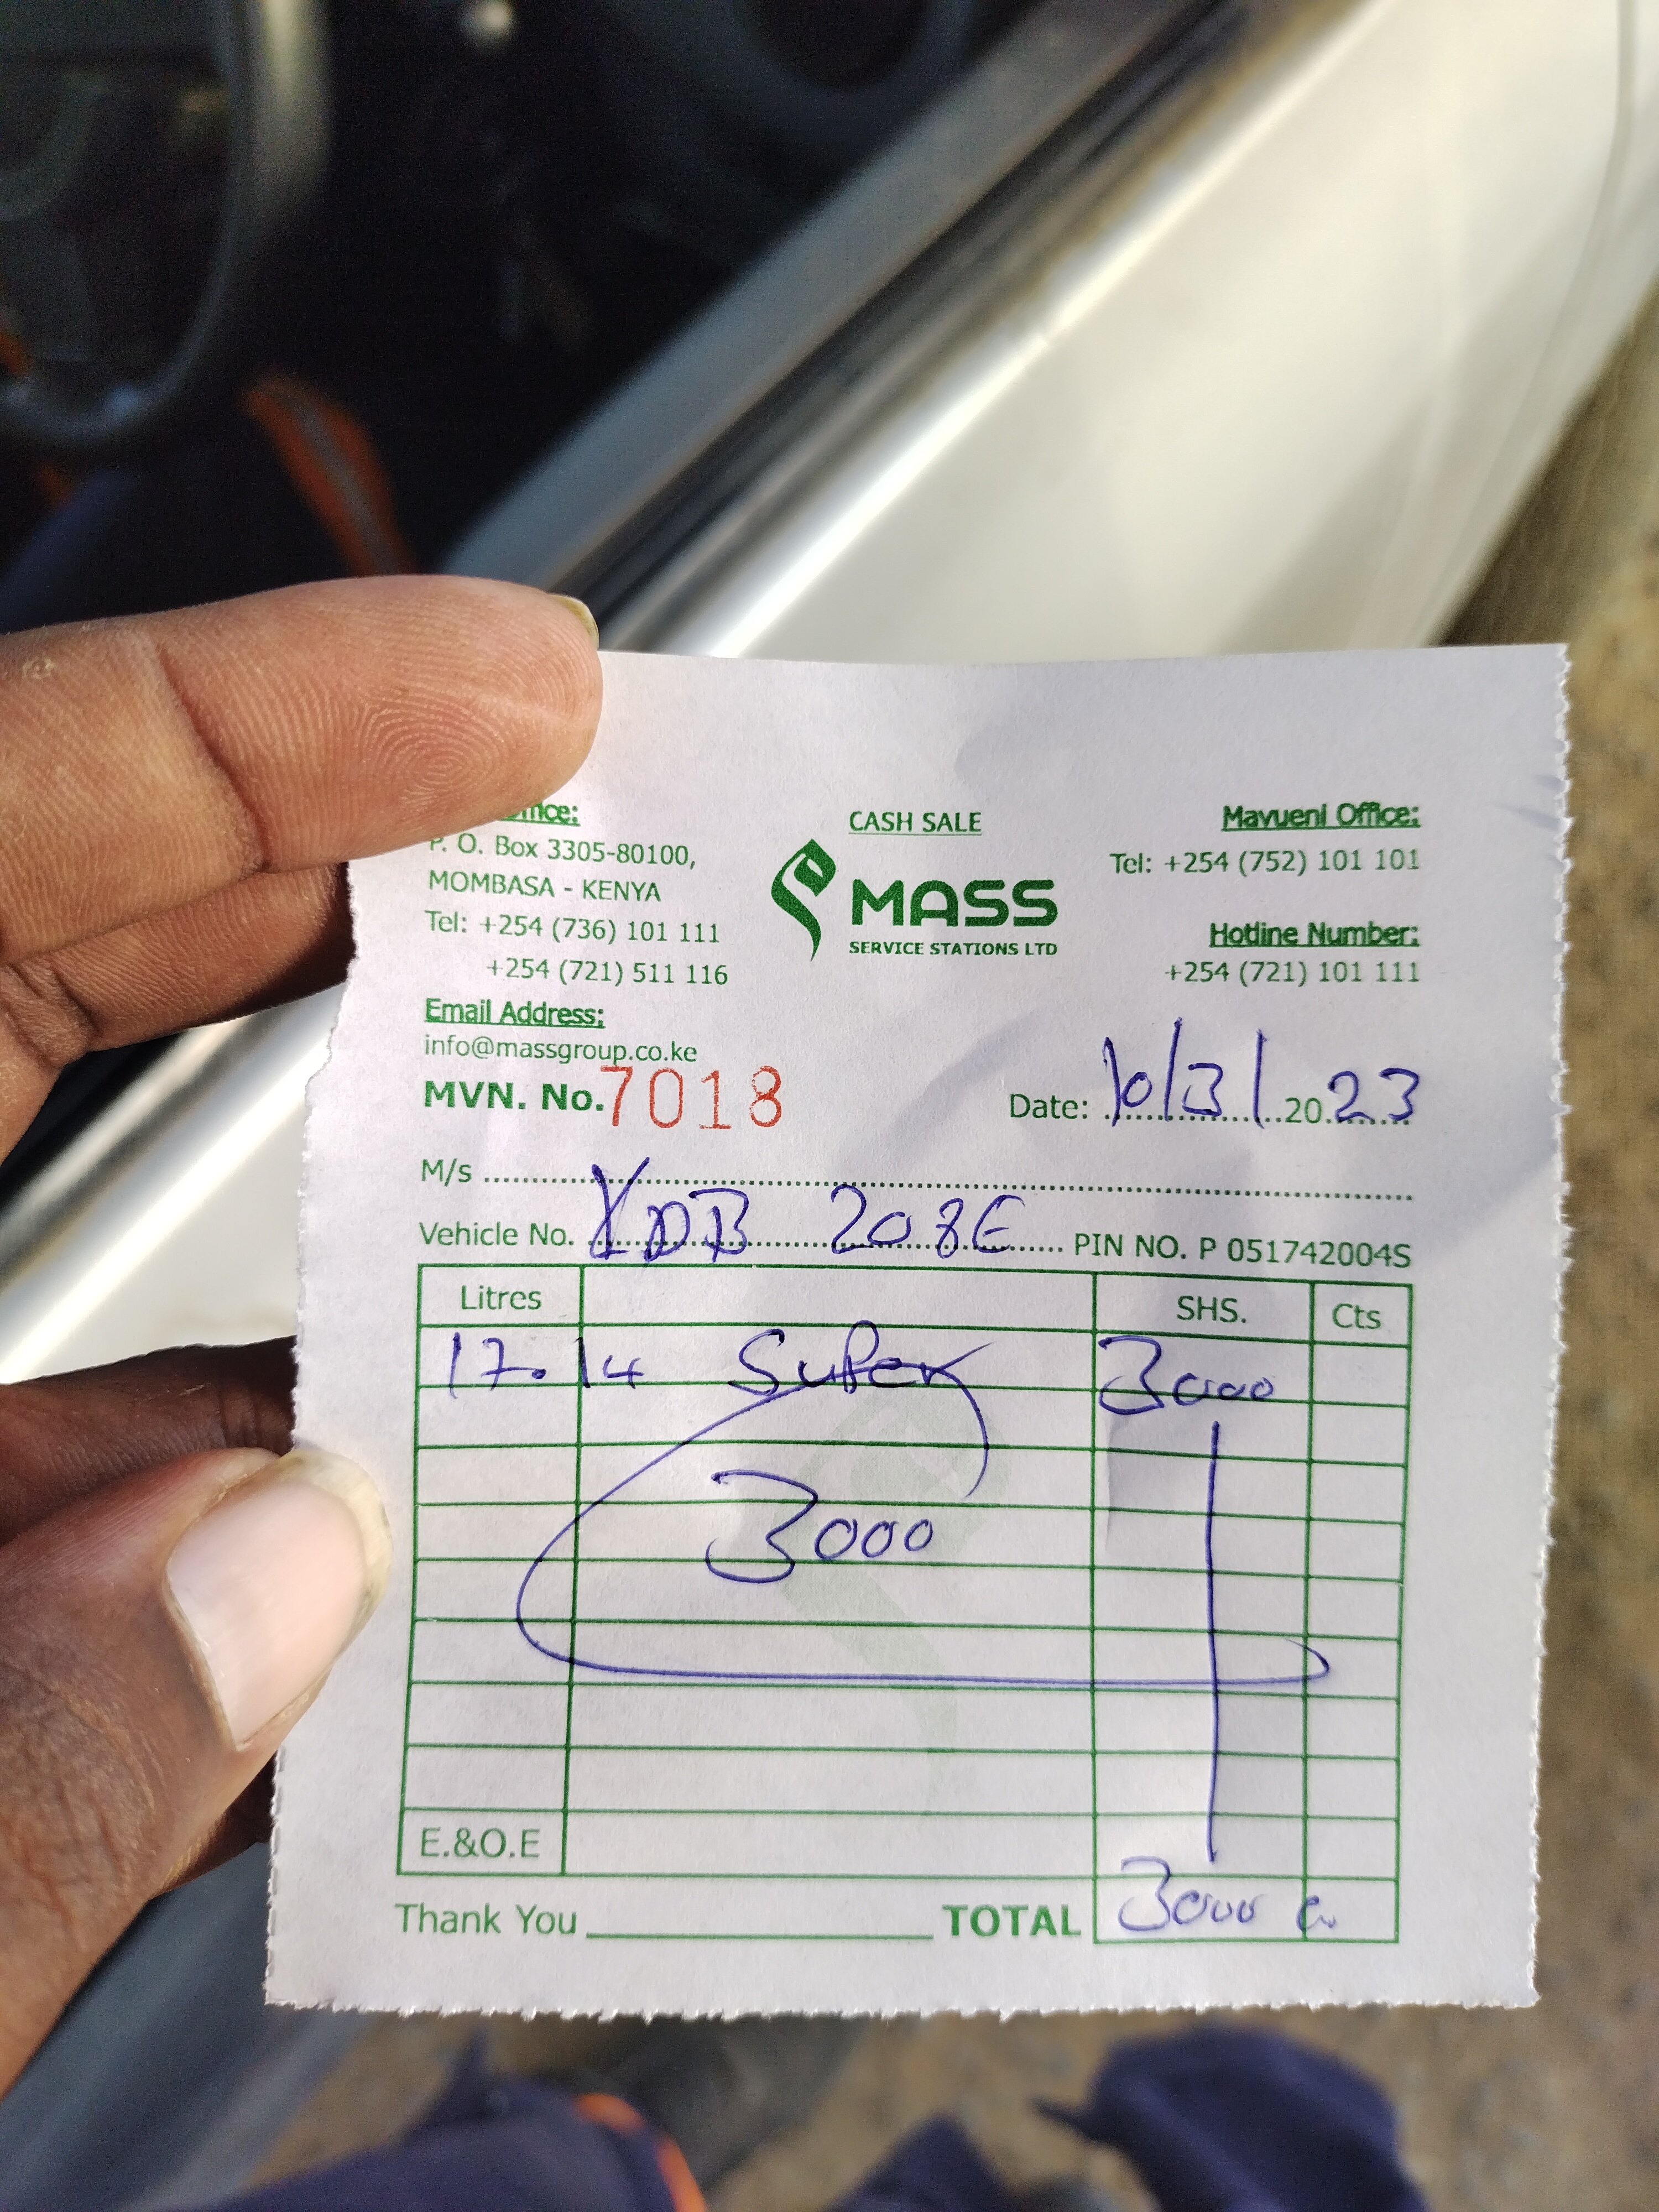 CASH SALE
MASS
SERVICE STATIONS LTD
Office:
P. O. Box 3305-80100,
MOMBASA - KENYA
Tel: +254 (736) 101 111
+254 (721) 511 116
Email Address:
info@massgroup.co.ke
Mavueni Office:
Tel: +254 (752) 101 101
Hotline Number:
+254 (721) 101 111
MVN. No. 7018
Date: 10/3/2023
M/s
Vehicle No. KDB 208E PIN NO. P 051742004S
Litres SHS. Cts
17.14 Super 3000
3000
E.&O.E
Thank You TOTAL 3000